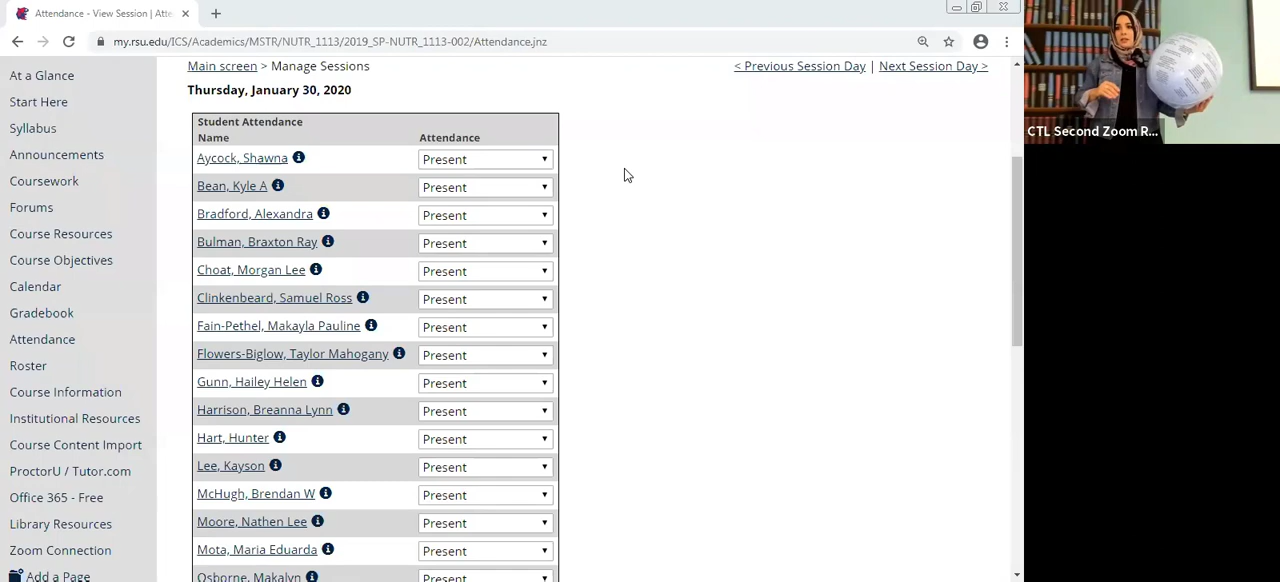 Attendance - View Session | Atte
my.rsu.edu/ICS/Academics/MSTR/NUTR_1113/2019_SP-NUTR_1113-002/Attendance.jnz
At a Glance
Start Here
Syllabus
Announcements
Coursework
Forums
Course Resources
Course Objectives
Calendar
Gradebook
Attendance
Roster
Course Information
Institutional Resources
Course Content Import
ProctorU / Tutor.com
Office 365 - Free
Library Resources
Zoom Connection
Add a Page
Main screen > Manage Sessions
< Previous Session Day | Next Session Day >
Thursday, January 30, 2020
Student Attendance
Name Attendance
Aycock, Shawna Present
Bean, Kyle A Present
Bradford, Alexandra Present
Bulman, Braxton Ray Present
Choat, Morgan Lee Present
Clinkenbeard, Samuel Ross Present
Fain-Pethel, Makayla Pauline Present
Flowers-Biglow, Taylor Mahogany Present
Gunn, Hailey Helen Present
Harrison, Breanna Lynn Present
Hart, Hunter Present
Lee, Kayson Present
McHugh, Brendan W Present
Moore, Nathen Lee Present
Mota, Maria Eduarda Present
Osborne, Makalyn Present
CTL Second Zoom R...